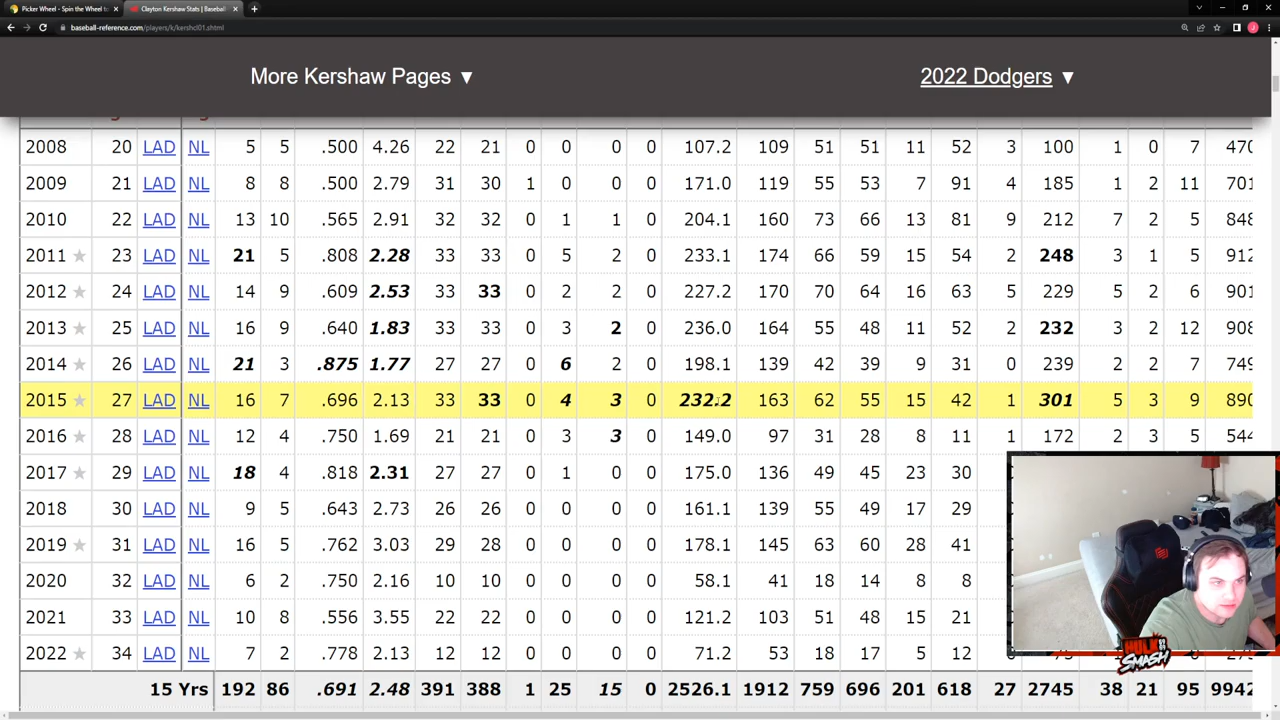 Picker Wheel - Spin the Wheel t
Clayton Kershaw Stats | Baseball
baseball-reference.com/players/k/kershcl01.shtml
More Kershaw Pages ▼
2022 Dodgers ▼
2008 20 LAD NL 5 5 .500 4.26 22 21 0 0 0 0 107.2 109 51 51 11 52 3 100 1 0 7 470
2009 21 LAD NL 8 8 .500 2.79 31 30 1 0 0 0 171.0 119 55 53 7 91 4 185 1 2 11 701
2010 22 LAD NL 13 10 .565 2.91 32 32 0 1 1 0 204.1 160 73 66 13 81 9 212 7 2 5 848
2011 ★ 23 LAD NL 21 5 .808 2.28 33 33 0 5 2 0 233.1 174 66 59 15 54 2 248 3 1 5 912
2012 ★ 24 LAD NL 14 9 .609 2.53 33 33 0 2 2 0 227.2 170 70 64 16 63 5 229 5 2 6 901
2013 ★ 25 LAD NL 16 9 .640 1.83 33 33 0 3 2 0 236.0 164 55 48 11 52 2 232 3 2 12 908
2014 ★ 26 LAD NL 21 3 .875 1.77 27 27 0 6 2 0 198.1 139 42 39 9 31 0 239 2 2 7 749
2015 ★ 27 LAD NL 16 7 .696 2.13 33 33 0 4 3 0 232.2 163 62 55 15 42 1 301 5 3 9 890
2016 ★ 28 LAD NL 12 4 .750 1.69 21 21 0 3 3 0 149.0 97 31 28 8 11 1 172 2 3 5 544
2017 ★ 29 LAD NL 18 4 .818 2.31 27 27 0 1 0 0 175.0 136 49 45 23 30
2018 30 LAD NL 9 5 .643 2.73 26 26 0 0 0 0 161.1 139 55 49 17 29
2019 ★ 31 LAD NL 16 5 .762 3.03 29 28 0 0 0 0 178.1 145 63 60 28 41
2020 32 LAD NL 6 2 .750 2.16 10 10 0 0 0 0 58.1 41 18 14 8 8
2021 33 LAD NL 10 8 .556 3.55 22 22 0 0 0 0 121.2 103 51 48 15 21
2022 ★ 34 LAD NL 7 2 .778 2.13 12 12 0 0 0 0 71.2 53 18 17 5 12
15 Yrs 192 86 .691 2.48 391 388 1 25 15 0 2526.1 1912 759 696 201 618 27 2745 38 21 95 9942
HULK
SMASH